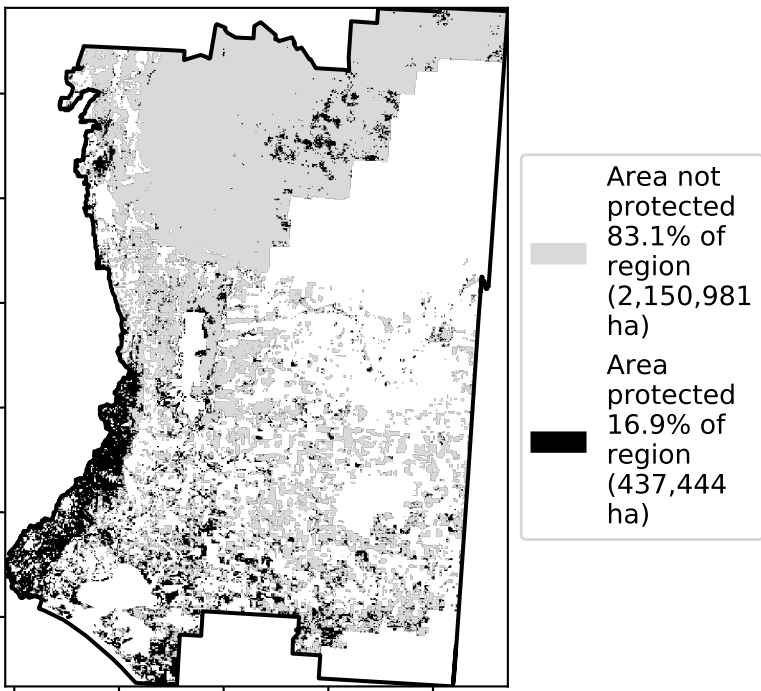 Area not
protected
83.1% of
region
(2,150,981
ha)
Area
protected
16.9% of
region
(437,444
ha)